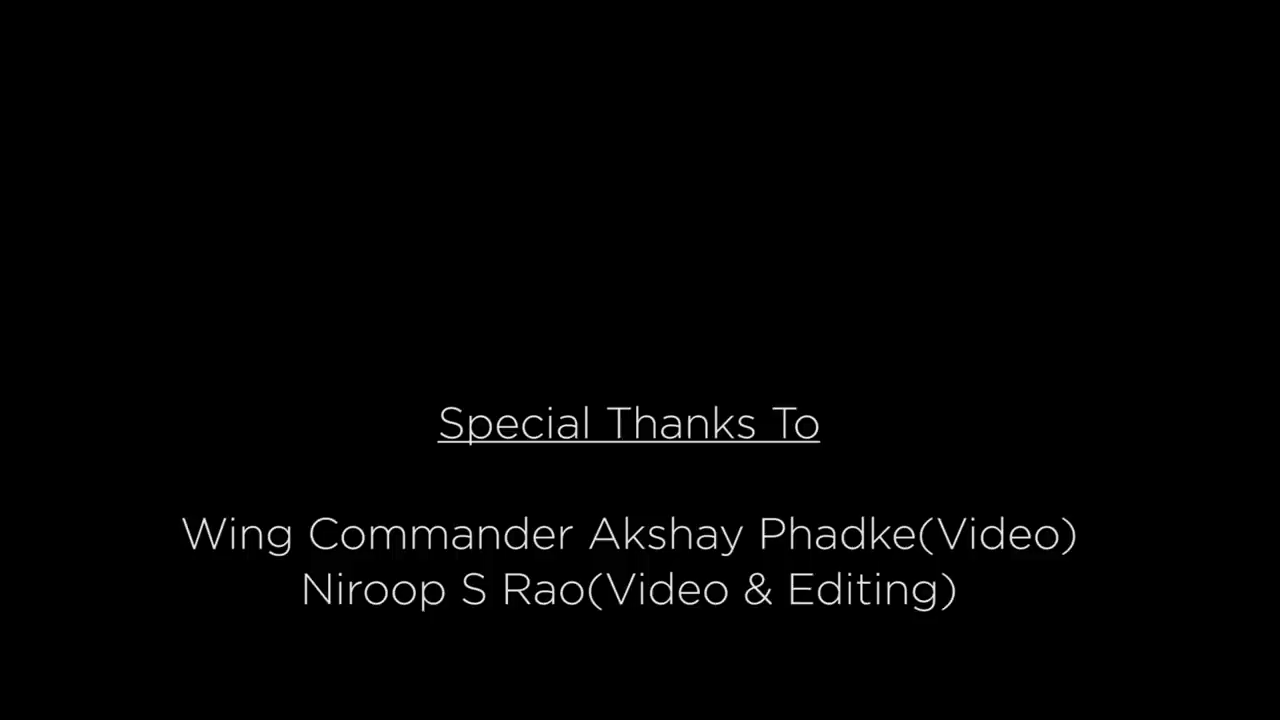 Special Thanks To
Wing Commander Akshay Phadke(Video)
Niroop S Rao(Video & Editing)